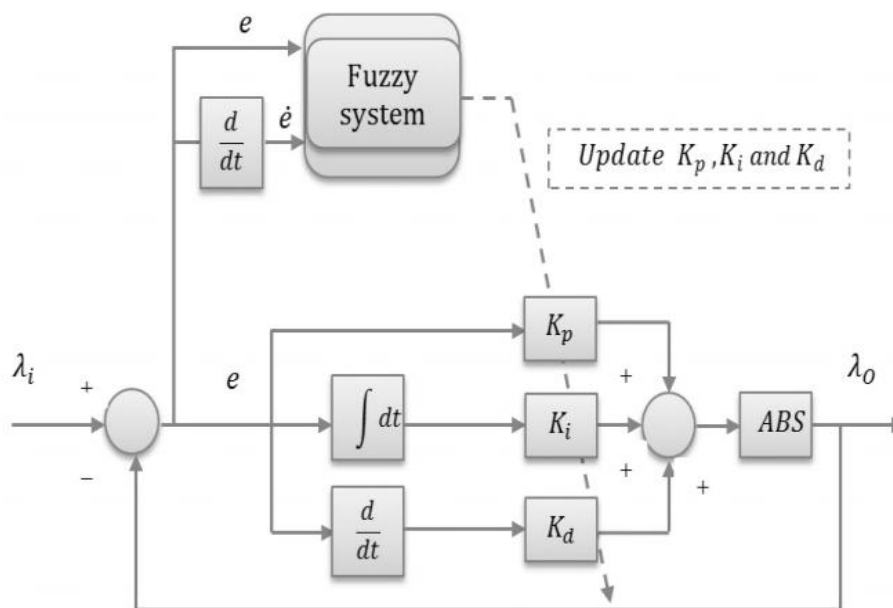 e
Fuzzy
system
d
dt
ė
Update K_p ,K_i and K_d
K_p
λ_i
+
e
+
λ_O
∫ dt
K_i
ABS
−
+
+
d
dt
K_d